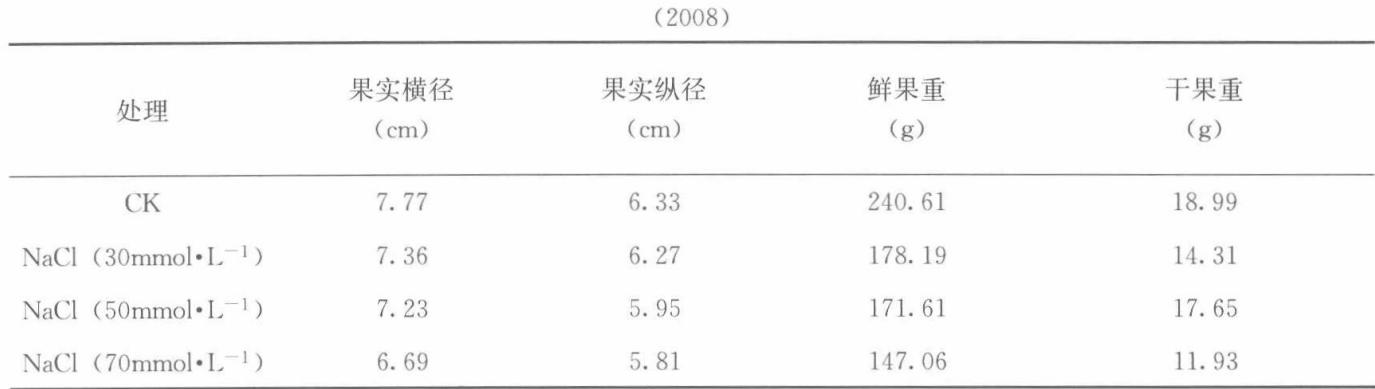 (2008)
处理 果实横径 果实纵径 鲜果重 干果重
(cm) (cm) (g) (g)
CK 7.77 6.33 240.61 18.99
NaCl (30mmol•L⁻¹) 7.36 6.27 178.19 14.31
NaCl (50mmol•L⁻¹) 7.23 5.95 171.61 17.65
NaCl (70mmol•L⁻¹) 6.69 5.81 147.06 11.93